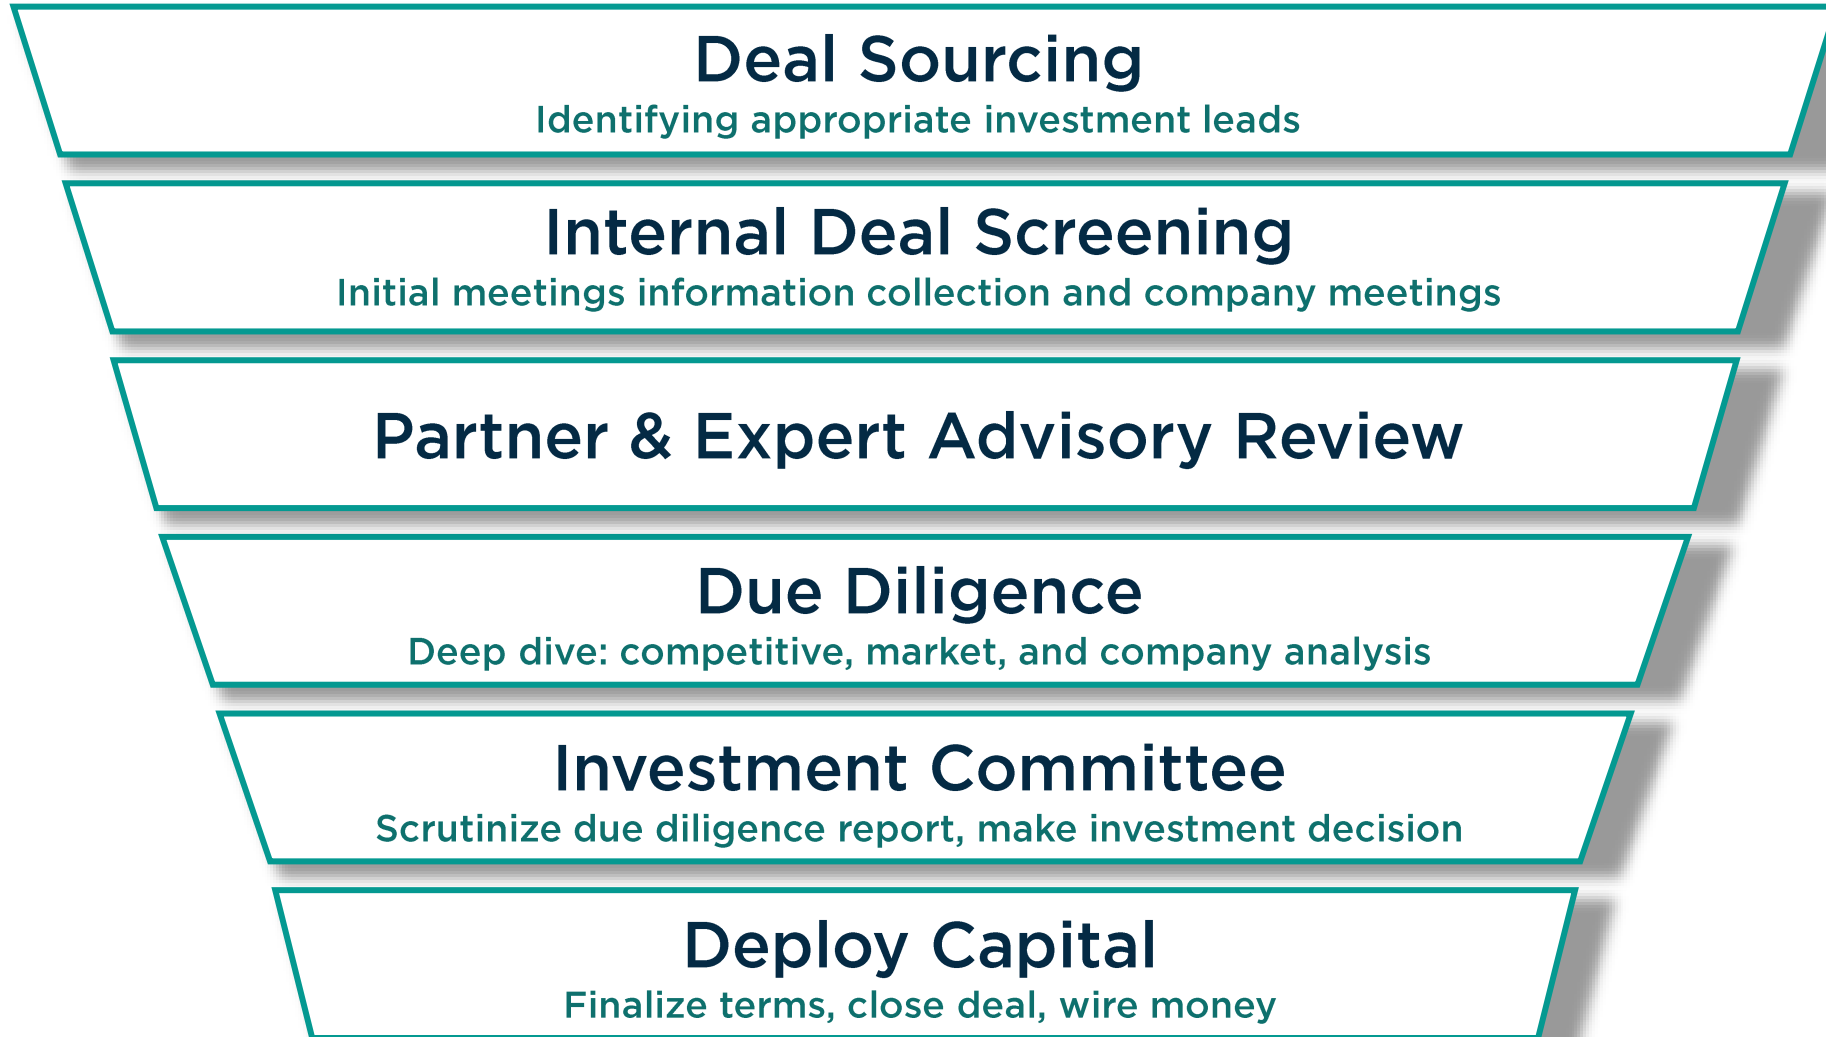 Deal Sourcing
Identifying appropriate investment leads
Internal Deal Screening
Initial meetings information collection and company meetings
Partner & Expert Advisory Review
Due Diligence
Deep dive: competitive, market, and company analysis
Investment Committee
Scrutinize due diligence report, make investment decision
Deploy Capital
Finalize terms, close deal, wire money